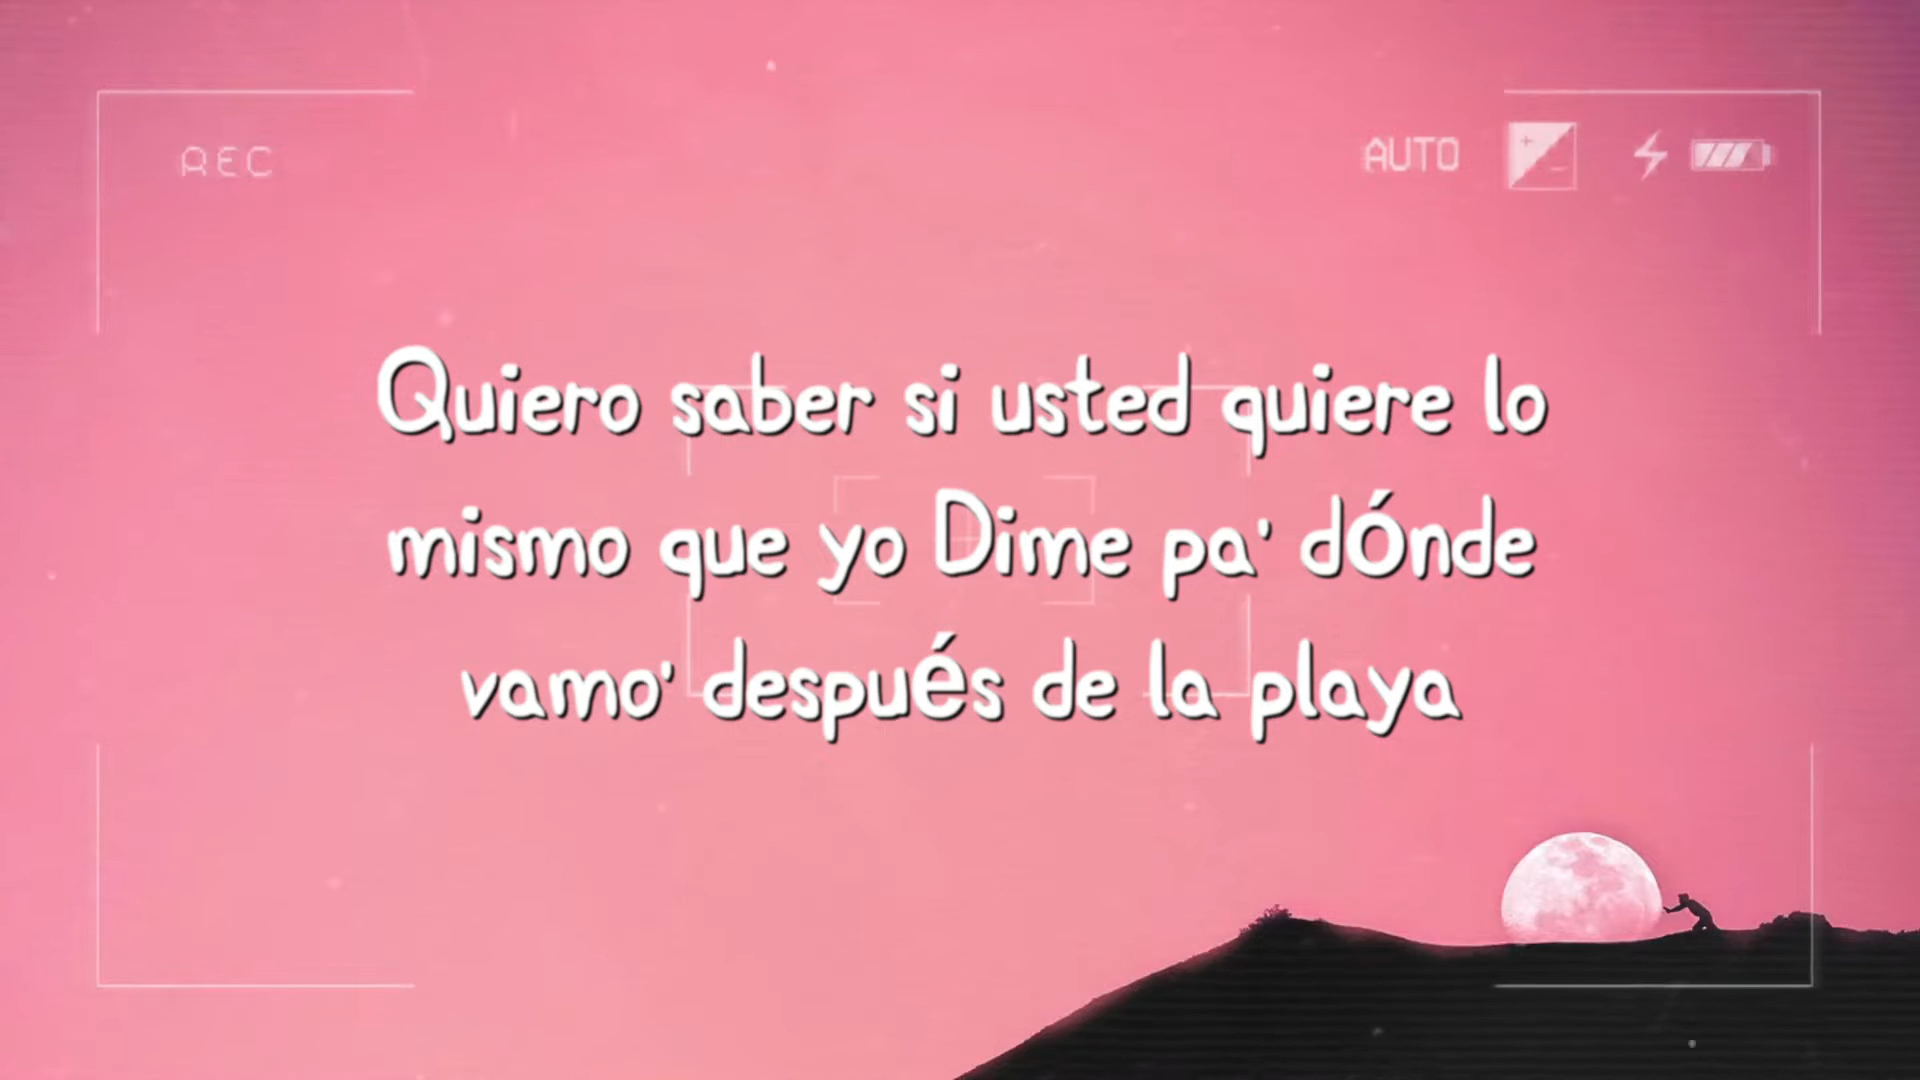 REC
AUTO
Quiero saber si usted quiere lo
mismo que yo Dime pa' dónde
vamo' después de la playa